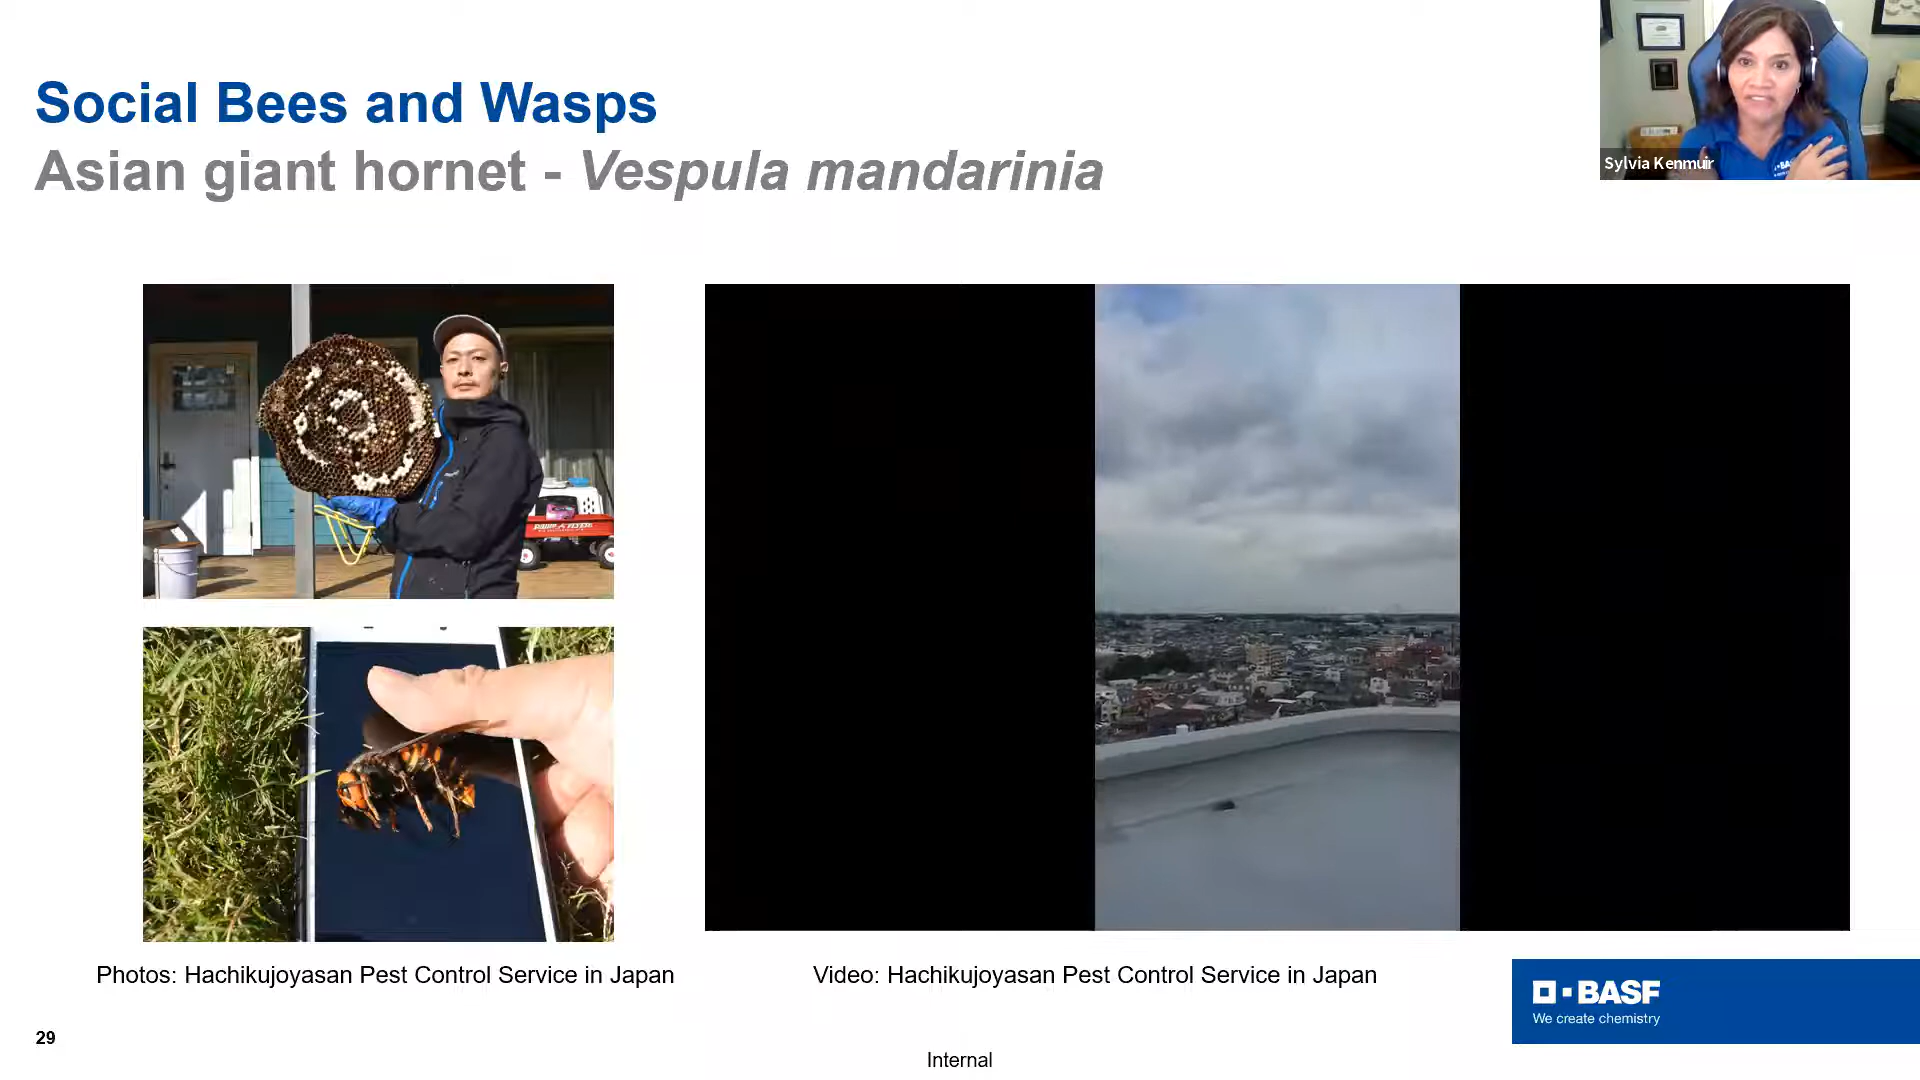 Social Bees and Wasps
Asian giant hornet - Vespula mandarinia
Sylvia Kenmuir
Photos: Hachikujoyasan Pest Control Service in Japan
Video: Hachikujoyasan Pest Control Service in Japan
BASF
We create chemistry
29
Internal